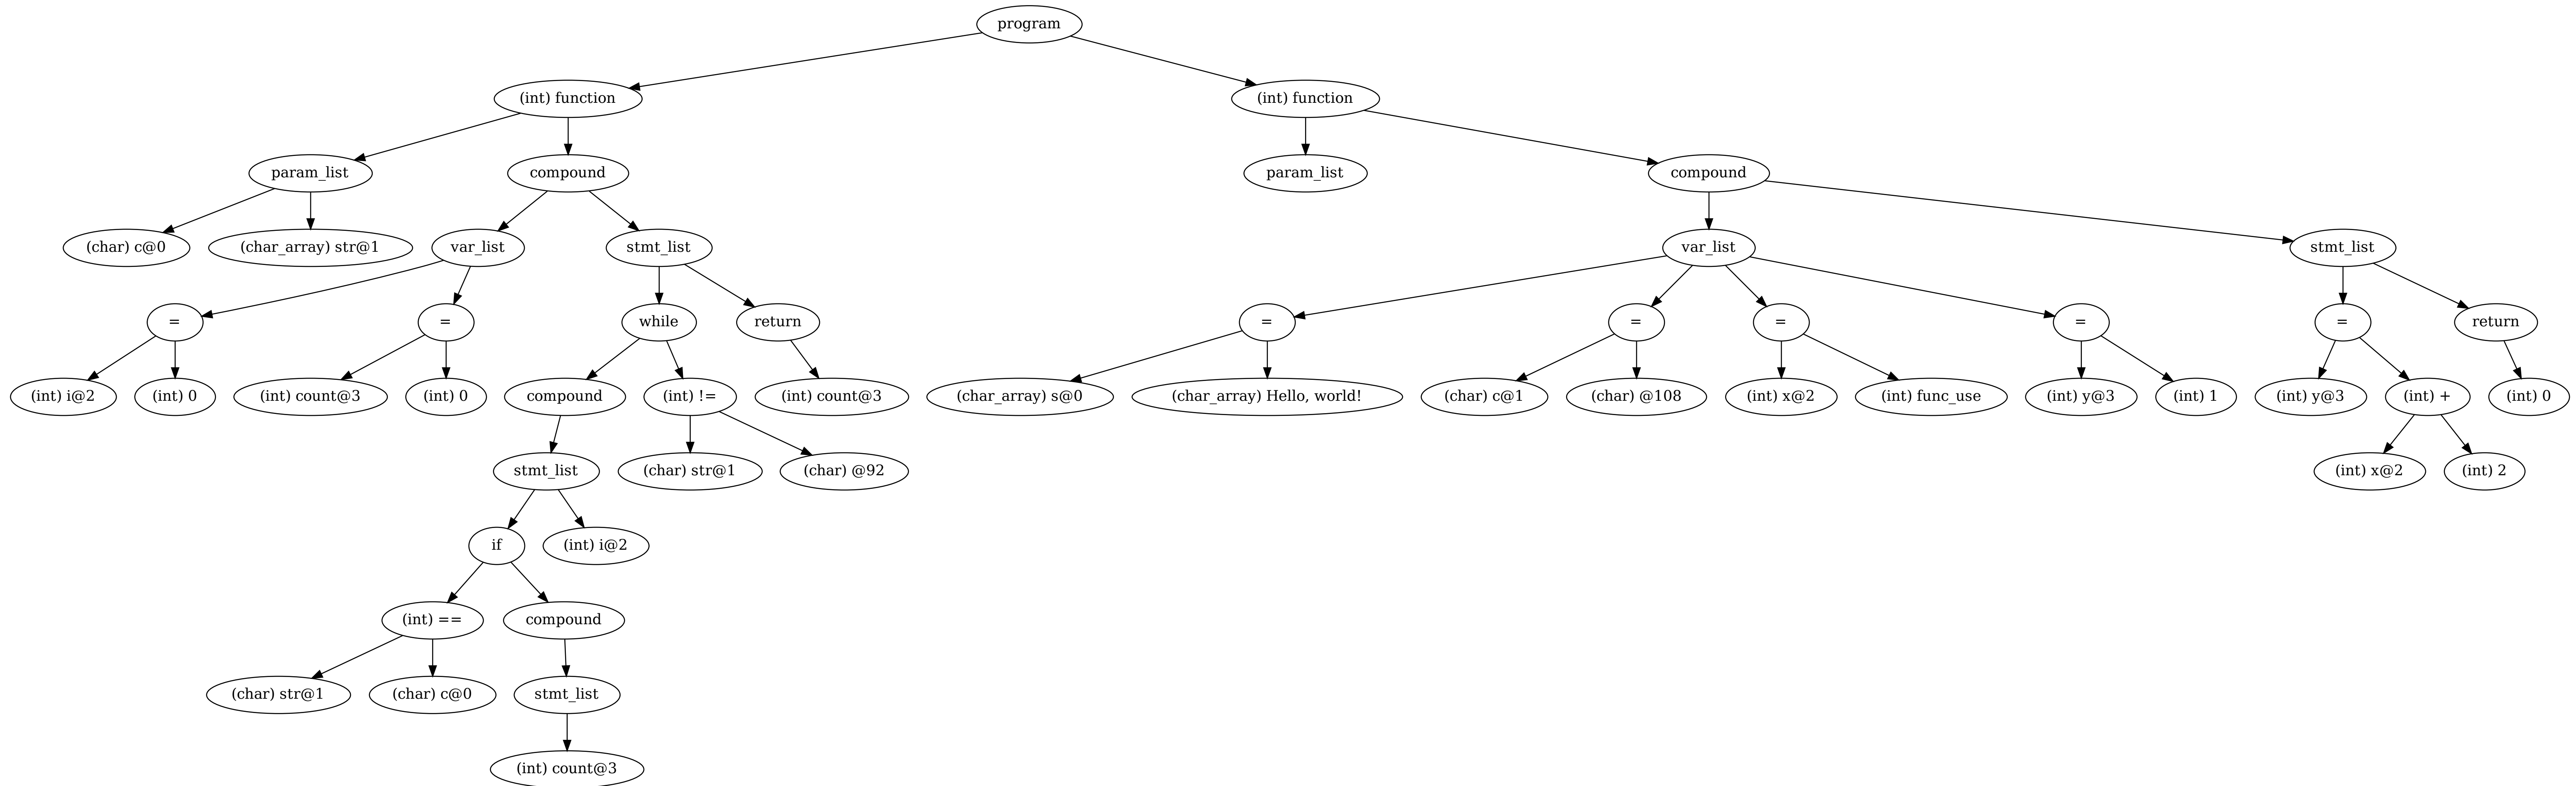 program
(int) function
(int) function
param_list
compound
param_list
compound
(char) c@0
(char_array) str@1
var_list
stmt_list
var_list
stmt_list
=
=
while
return
=
=
=
=
=
return
(int) i@2
(int) 0
(int) count@3
(int) 0
compound
(int) !=
(int) count@3
(char_array) s@0
(char_array) Hello, world!
(char) c@1
(char) @108
(int) x@2
(int) func_use
(int) y@3
(int) 1
(int) y@3
(int) +
(int) 0
stmt_list
(char) str@1
(char) @92
(int) x@2
(int) 2
if
(int) i@2
(int) ==
compound
(char) str@1
(char) c@0
stmt_list
(int) count@3